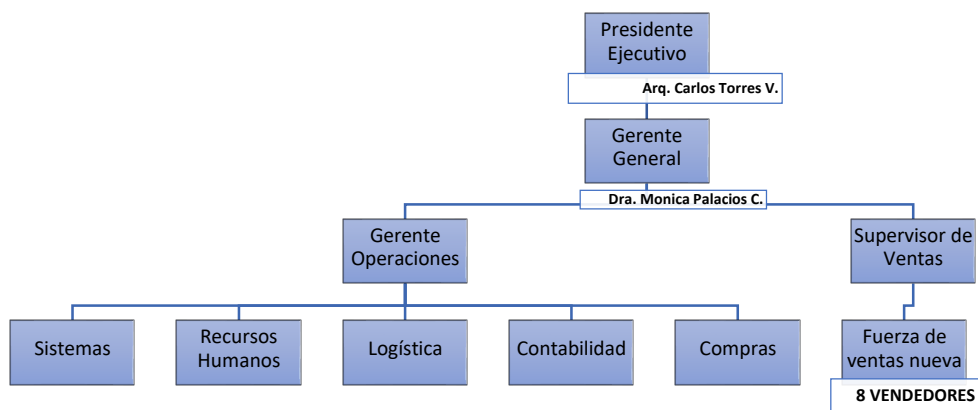 Presidente
Ejecutivo
Arq. Carlos Torres V.
Gerente
General
Dra. Monica Palacios C.
Gerente
Operaciones
Supervisor de
Ventas
Sistemas
Recursos
Humanos
Logística
Contabilidad
Compras
Fuerza de
ventas nueva
8 VENDEDORES